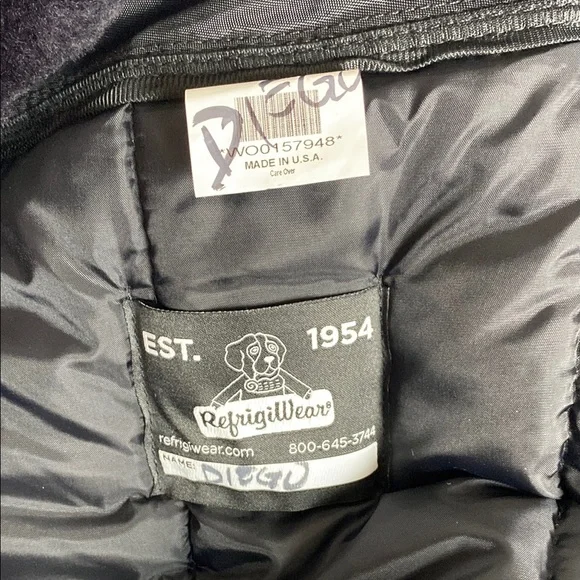 DIEGO
*WO0157948*
MADE IN U.S.A.
Care Over
EST. 1954
RefrigiWear®
refrigiwear.com 800-645-3744
NAME: DIEGO